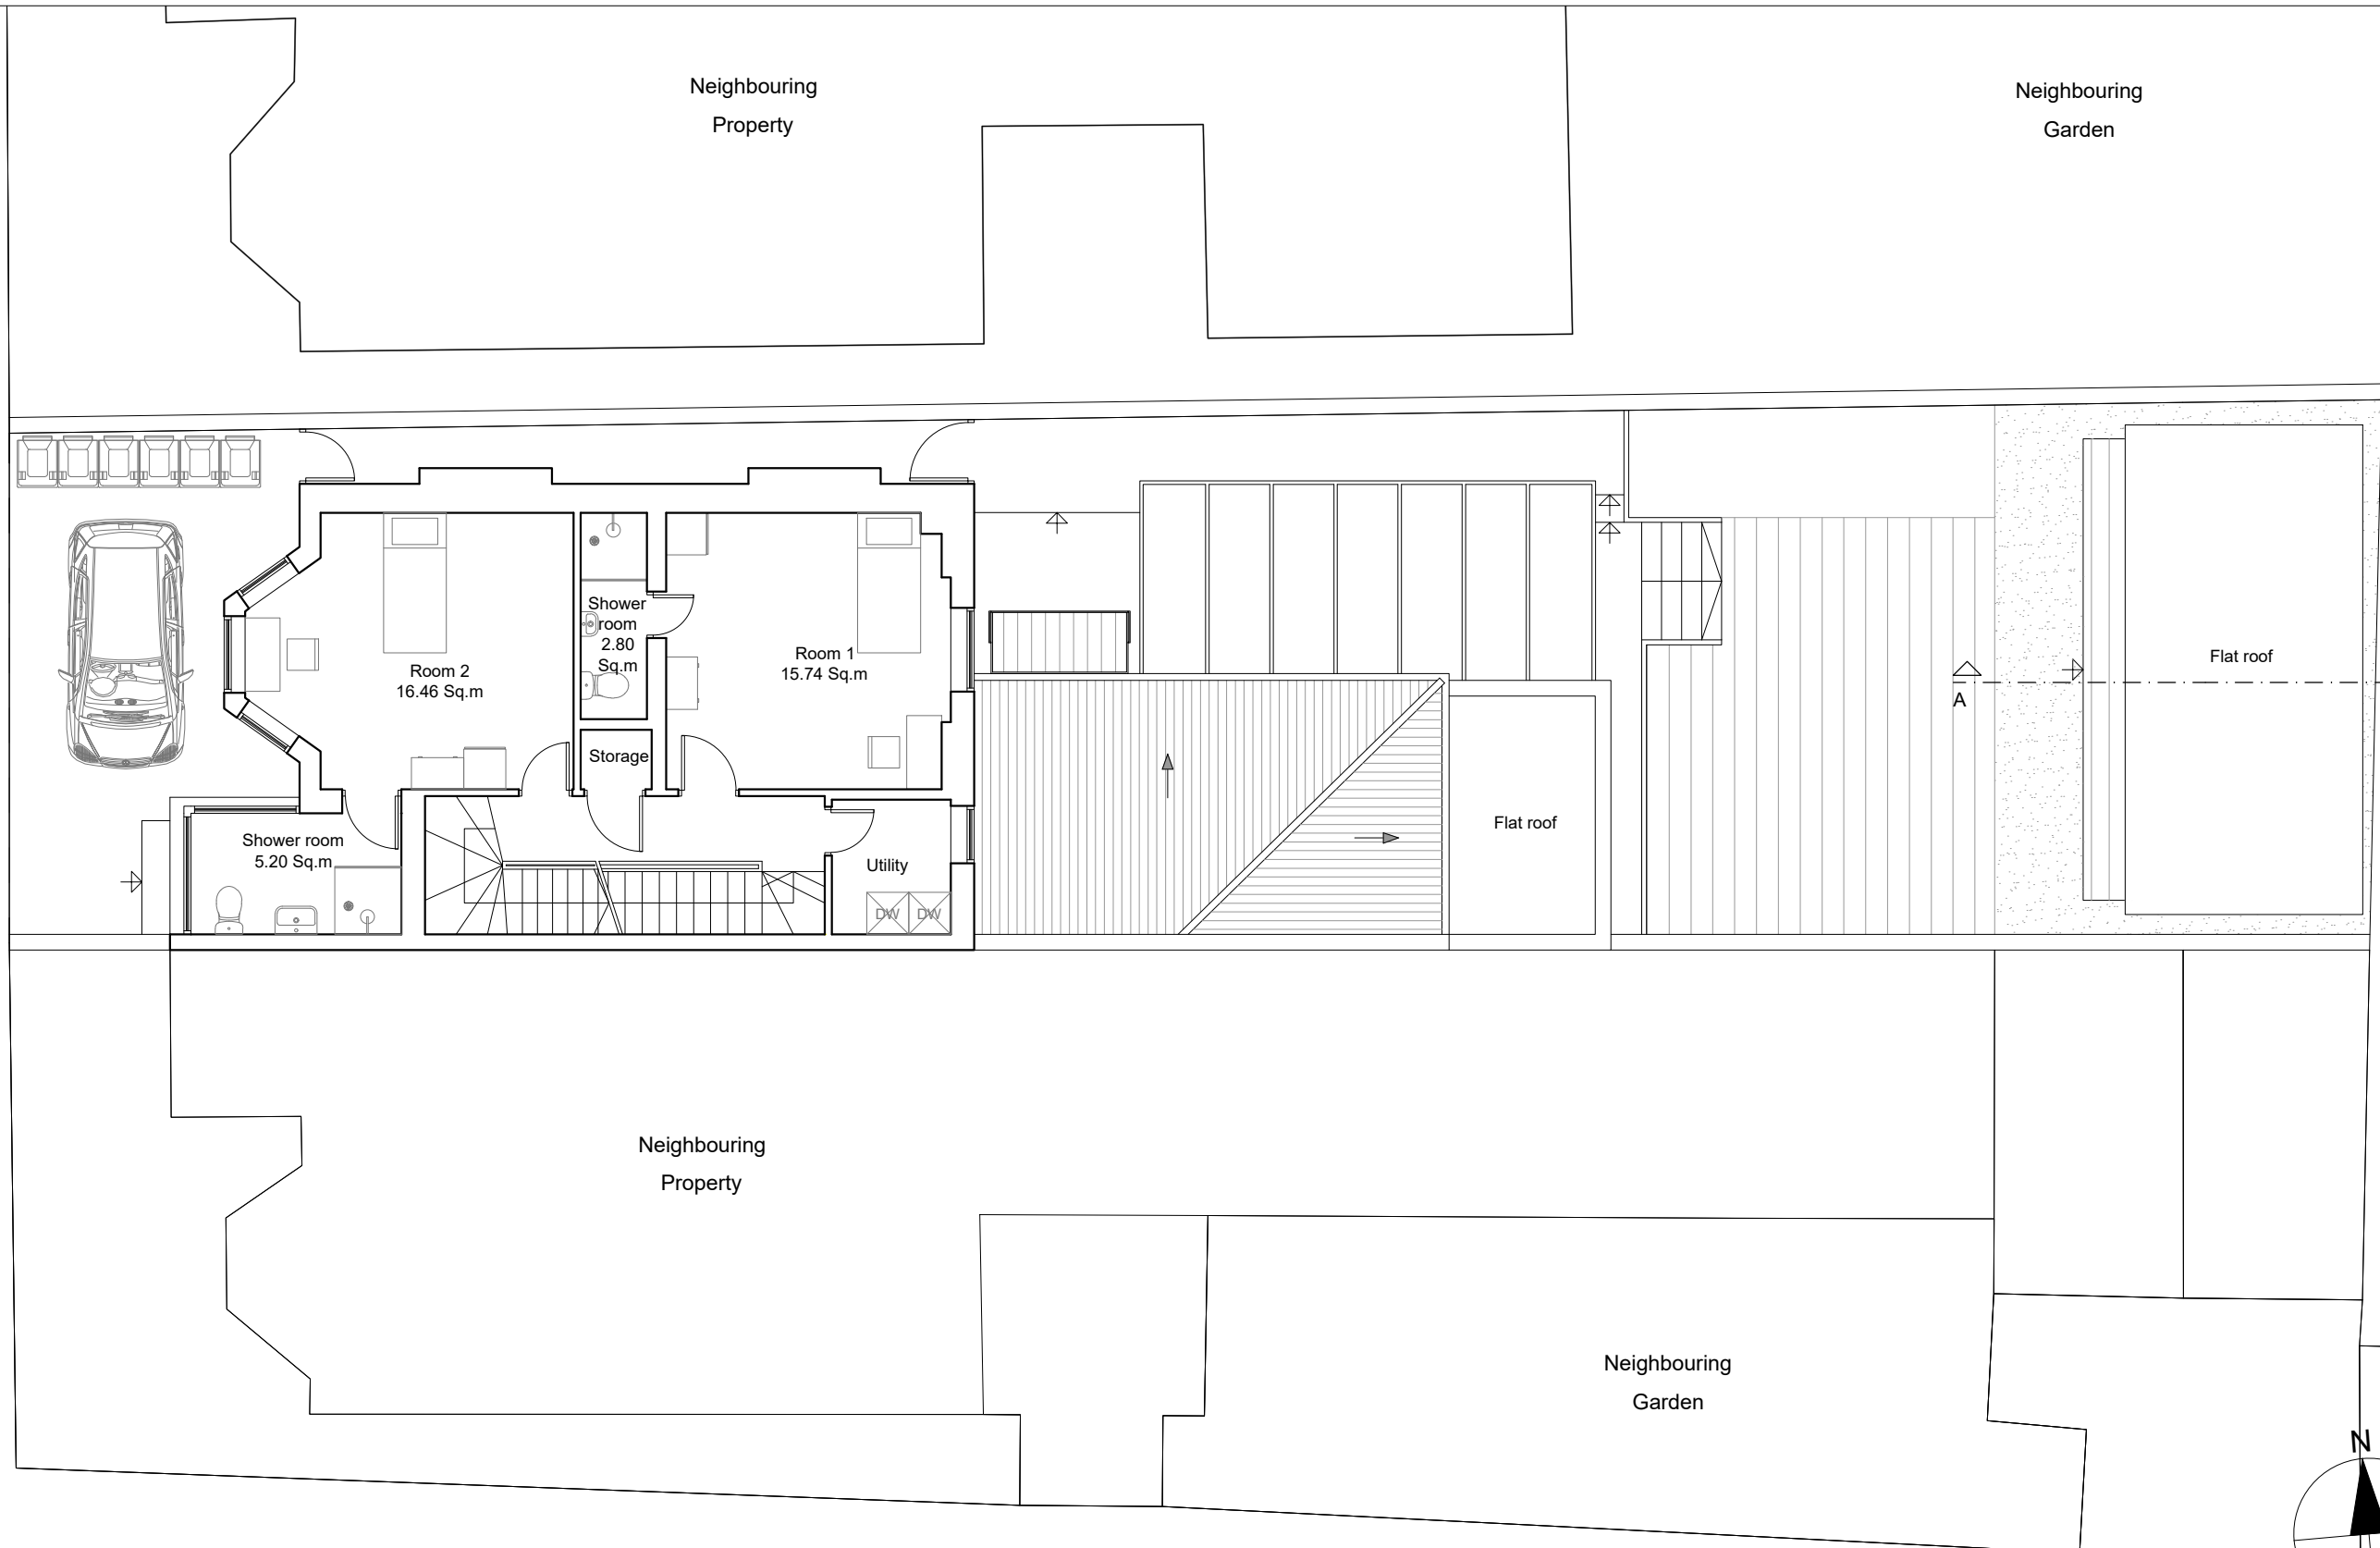 Neighbouring
Property
Neighbouring
Garden
Shower
room
2.80
Sq.m
Room 1
15.74 Sq.m
Room 2
16.46 Sq.m
Flat roof
A
Storage
Flat roof
Shower room
5.20 Sq.m
Utility
DW
DW
Neighbouring
Property
Neighbouring
Garden
N